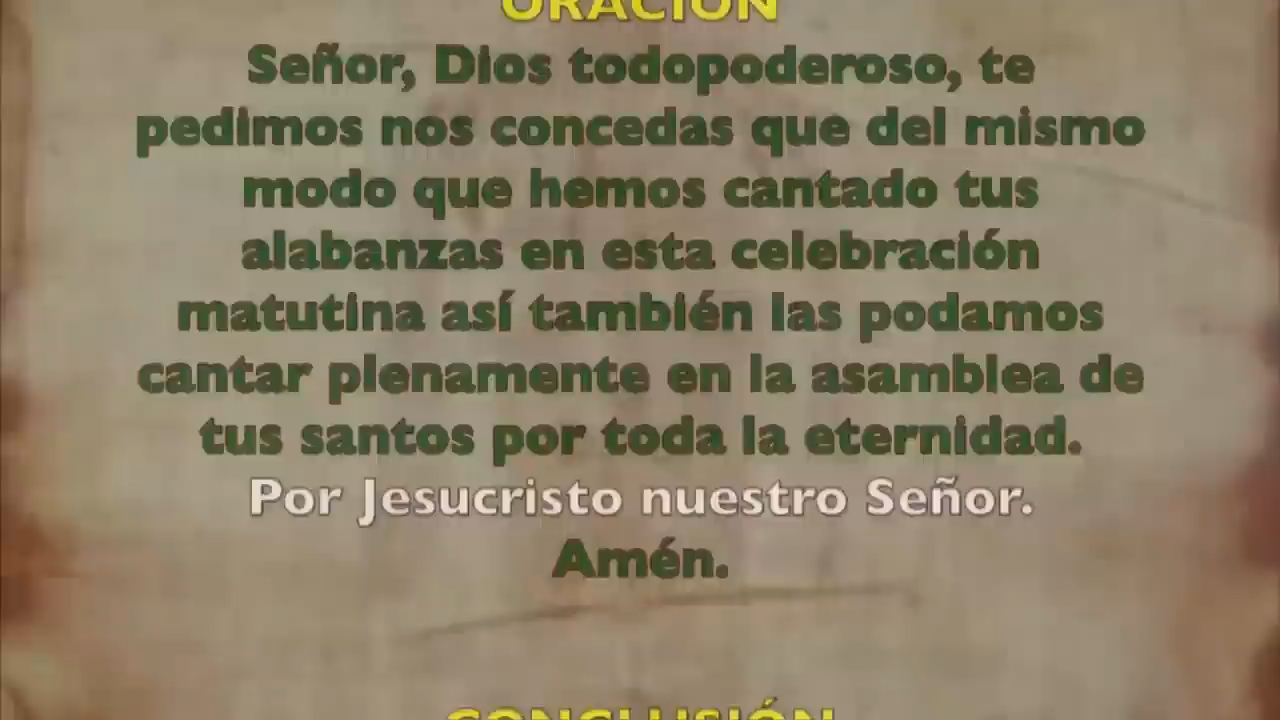 ORACIÓN
Señor, Dios todopoderoso, te
pedimos nos concedas que del mismo
modo que hemos cantado tus
alabanzas en esta celebración
matutina así también las podamos
cantar plenamente en la asamblea de
tus santos por toda la eternidad.
Por Jesucristo nuestro Señor.
Amén.
CONCLUSIÓN